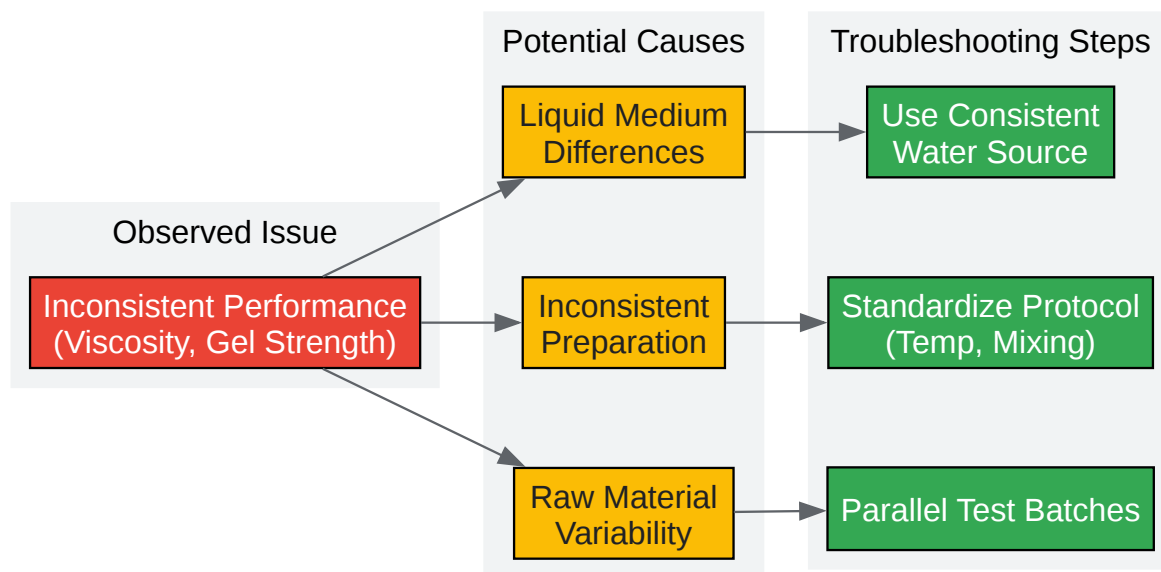 Potential Causes
Troubleshooting Steps
Liquid Medium
Differences
Use Consistent
Water Source
Observed Issue
Inconsistent Performance
(Viscosity, Gel Strength)
Inconsistent
Preparation
Standardize Protocol
(Temp, Mixing)
Raw Material
Variability
Parallel Test Batches